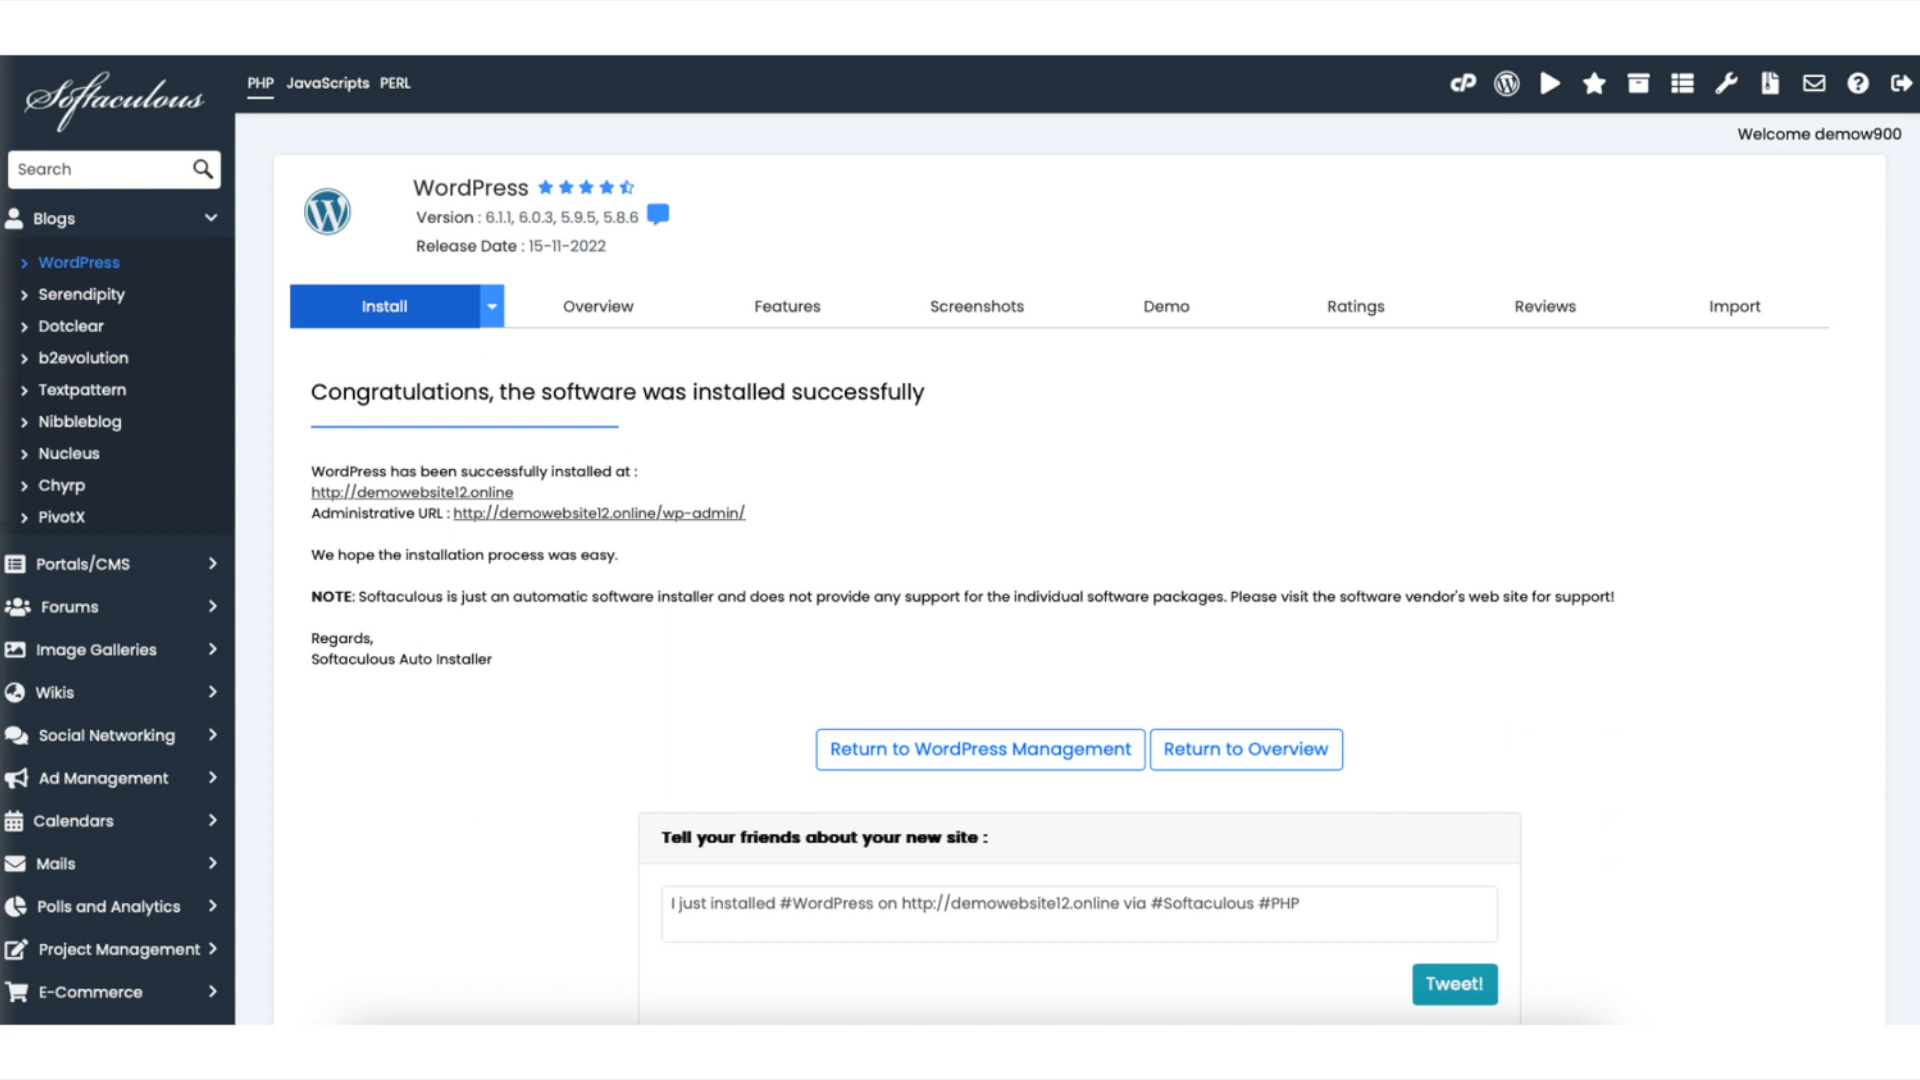 Softaculous
PHP JavaScripts PERL
cP
Welcome demow900
Search
Blogs
WordPress
Serendipity
Dotclear
b2evolution
Textpattern
Nibbleblog
Nucleus
Chyrp
PivotX
Portals/CMS
Forums
Image Galleries
Wikis
Social Networking
Ad Management
Calendars
Mails
Polls and Analytics
Project Management
E-Commerce
WordPress
Version : 6.1.1, 6.0.3, 5.9.5, 5.8.6
Release Date : 15-11-2022
Install Overview Features Screenshots Demo Ratings Reviews Import
Congratulations, the software was installed successfully
WordPress has been successfully installed at :
http://demowebsite12.online
Administrative URL : http://demowebsite12.online/wp-admin/
We hope the installation process was easy.
NOTE: Softaculous is just an automatic software installer and does not provide any support for the individual software packages. Please visit the software vendor's web site for support!
Regards,
Softaculous Auto Installer
Return to WordPress Management Return to Overview
Tell your friends about your new site :
I just installed #WordPress on http://demowebsite12.online via #Softaculous #PHP
Tweet!